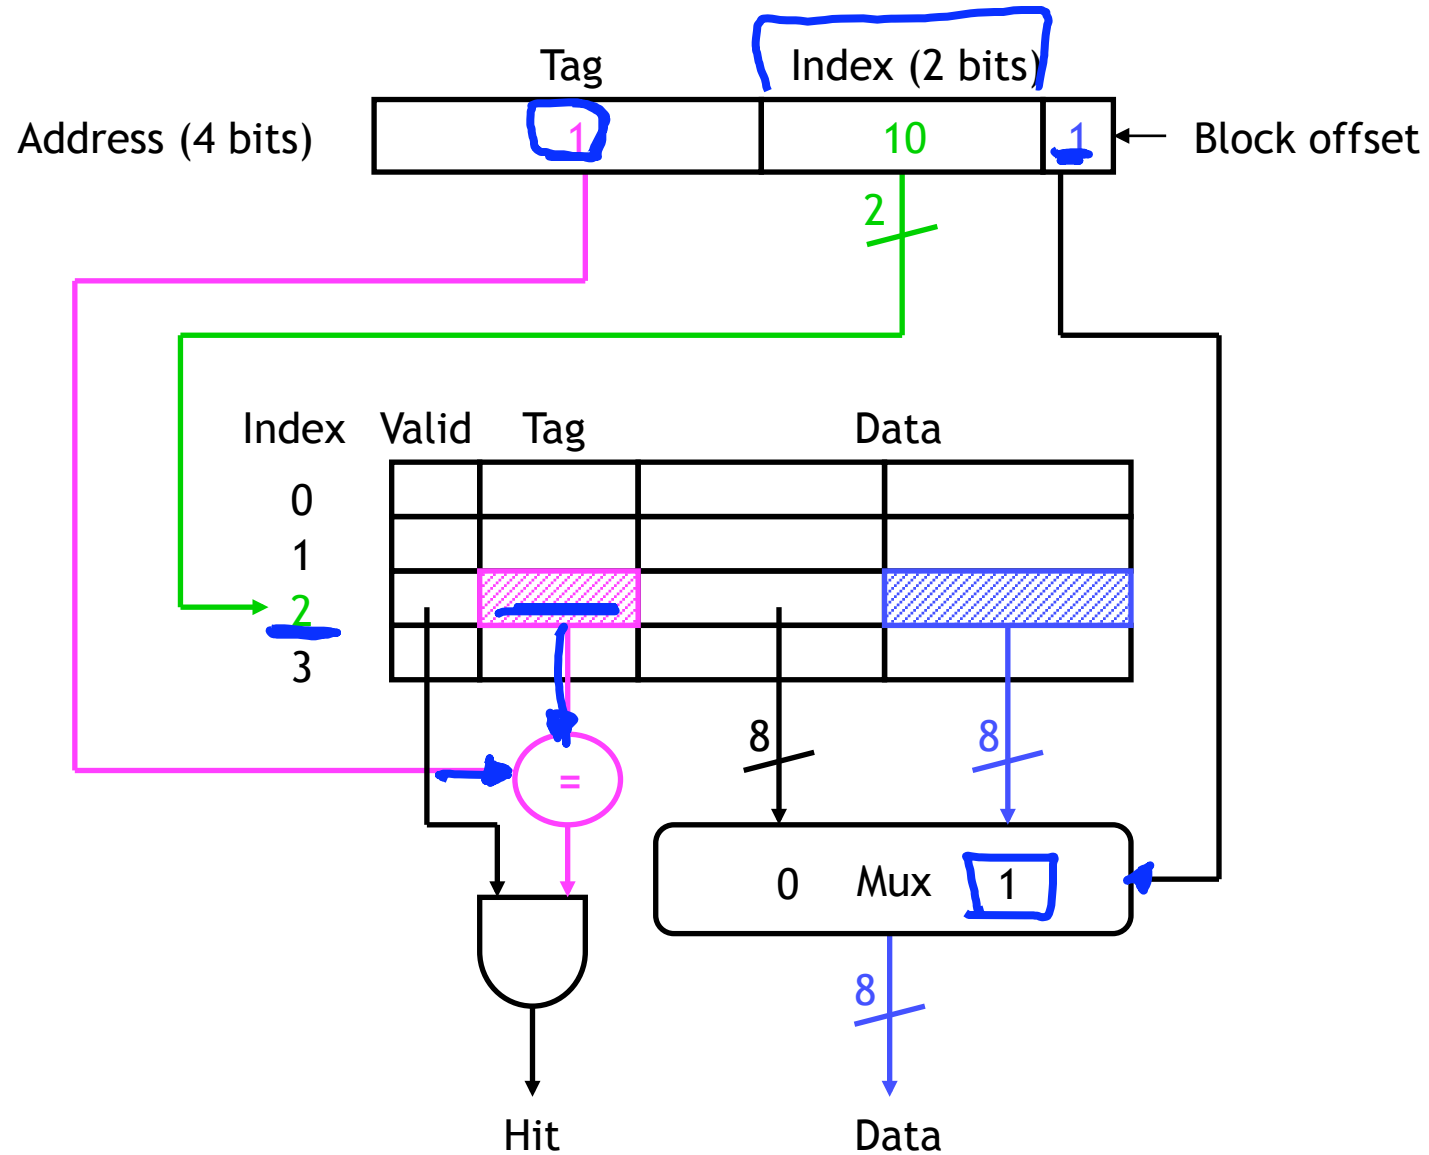 Tag Index (2 bits)
Address (4 bits) 1 10 1 Block offset
2
Index Valid Tag Data
0
1
2
3
8 8
=
0 Mux 1
8
Hit Data